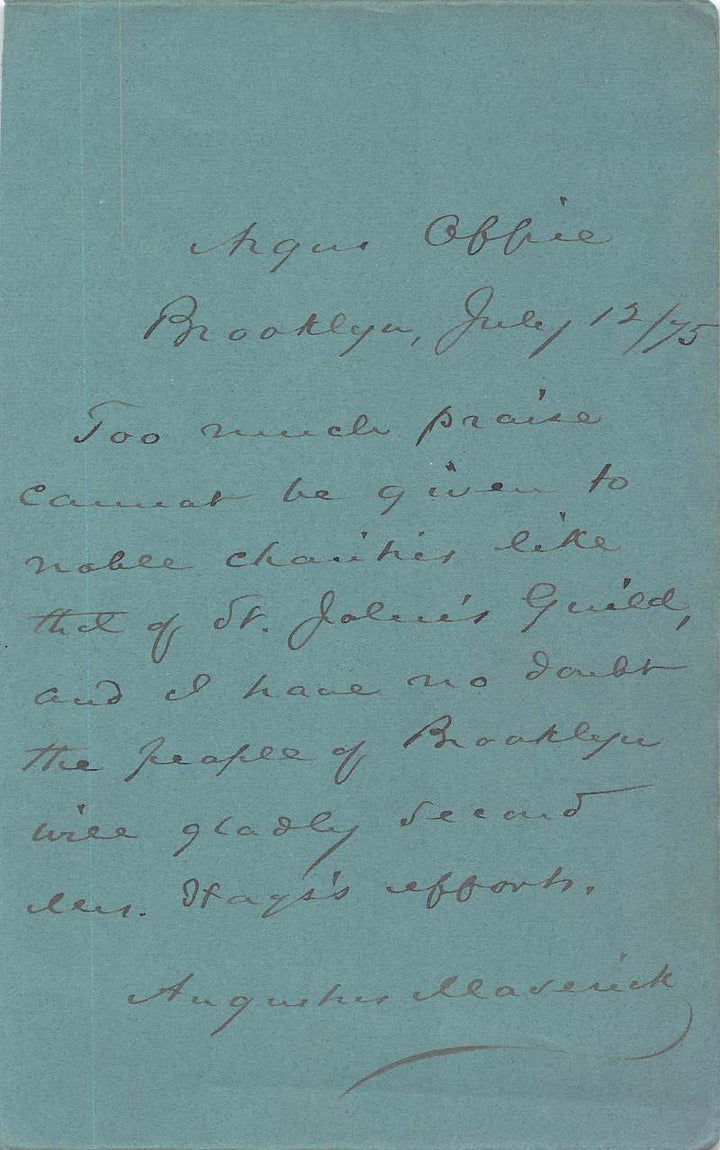 Argus Office
Brooklyn, July 12/75
Too much praise
cannot be given to
noble charities like
that of St. John's Guild,
and I have no doubt
the people of Brooklyn
will gladly second
Mrs. Hays's efforts.
Augustus Maverick